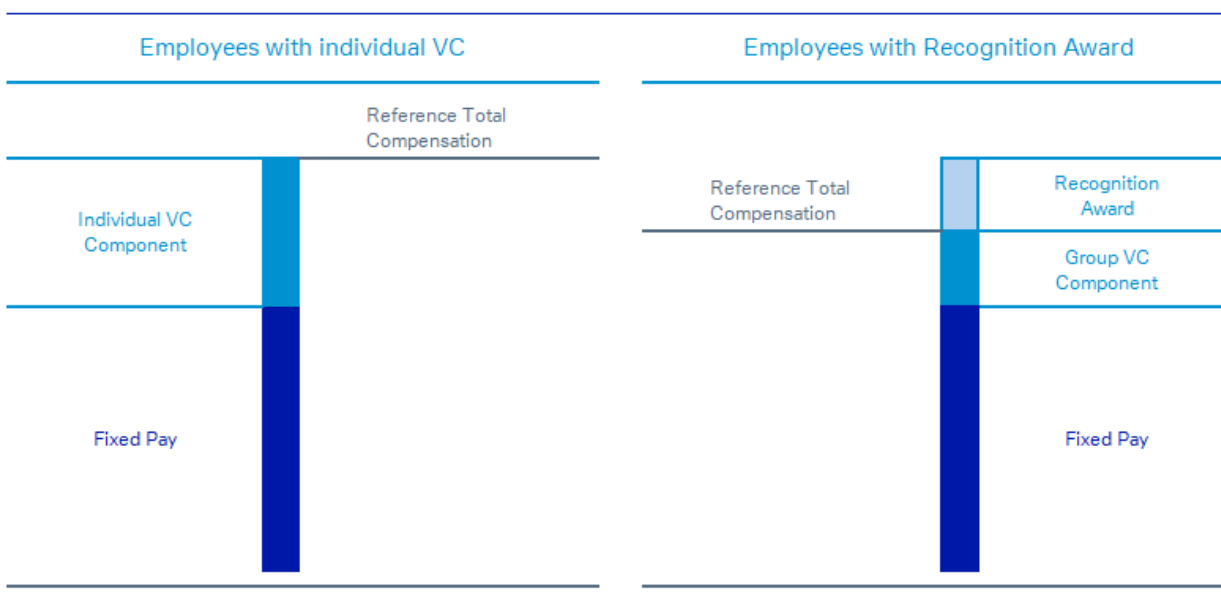 Employees with individual VC
Reference Total
Compensation
Individual VC
Component
Fixed Pay
Employees with Recognition Award
Reference Total
Compensation
Recognition
Award
Group VC
Component
Fixed Pay